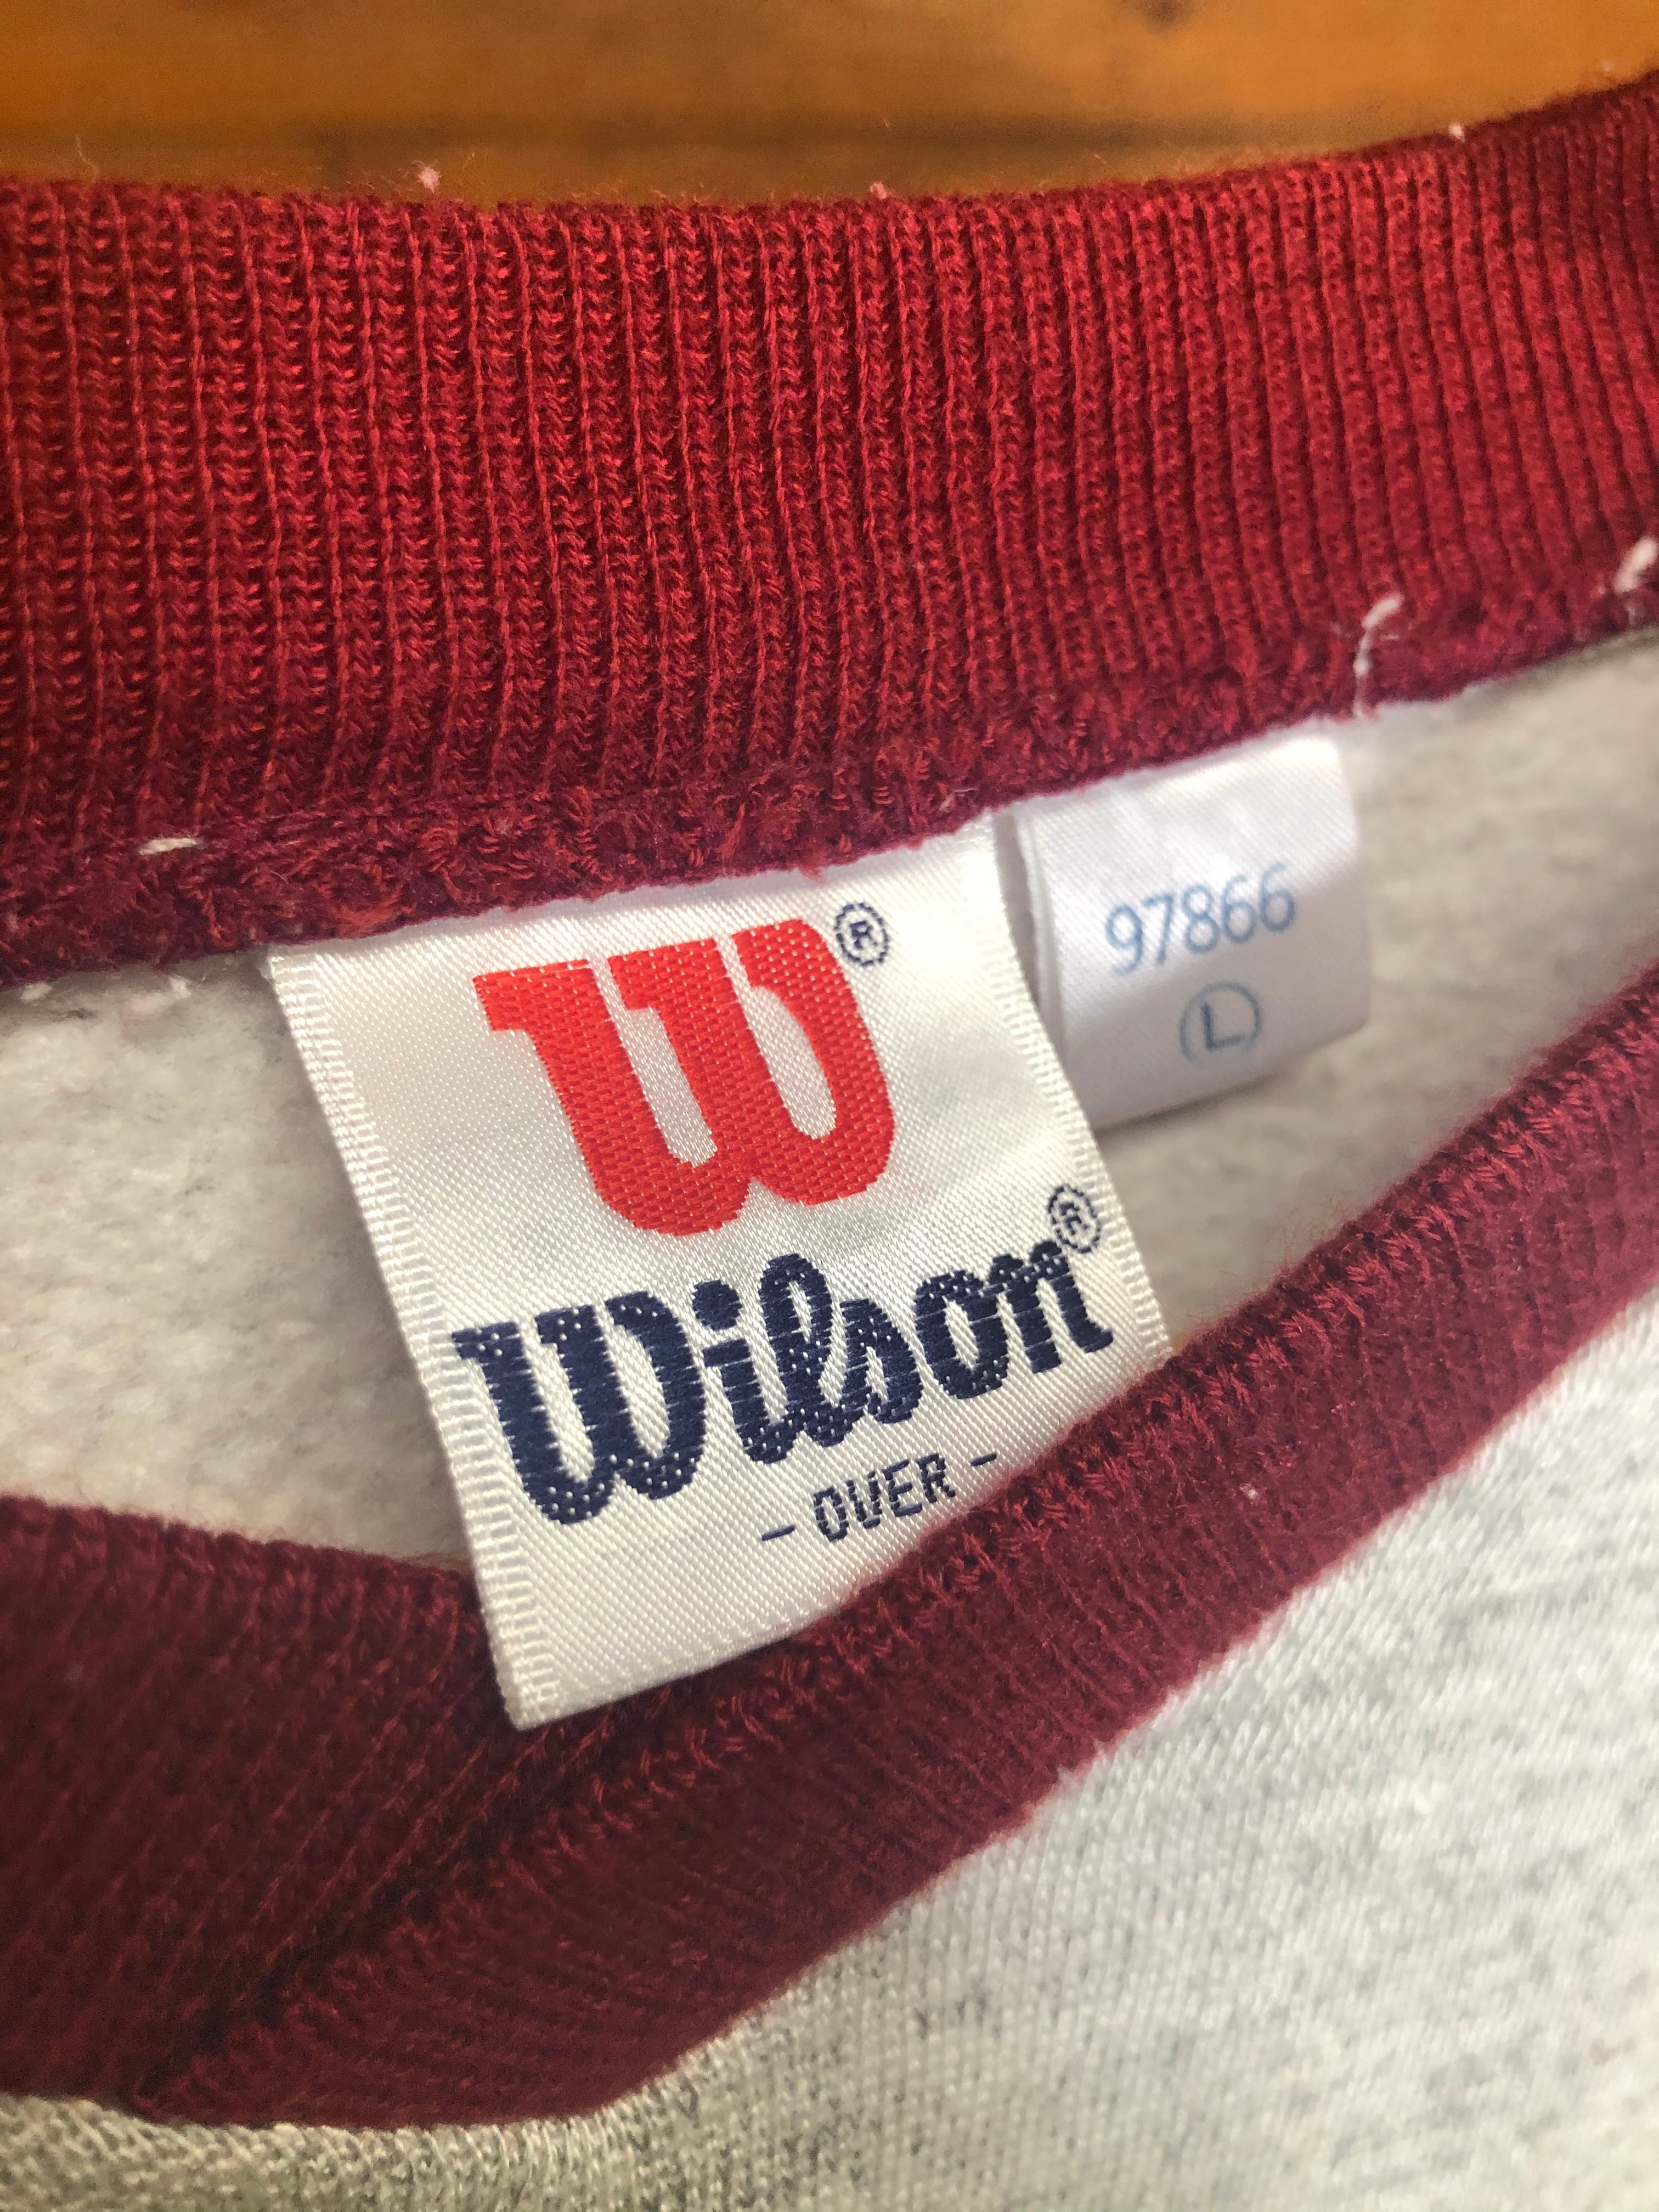 W®
Wilson®
- OVER -
97866
L